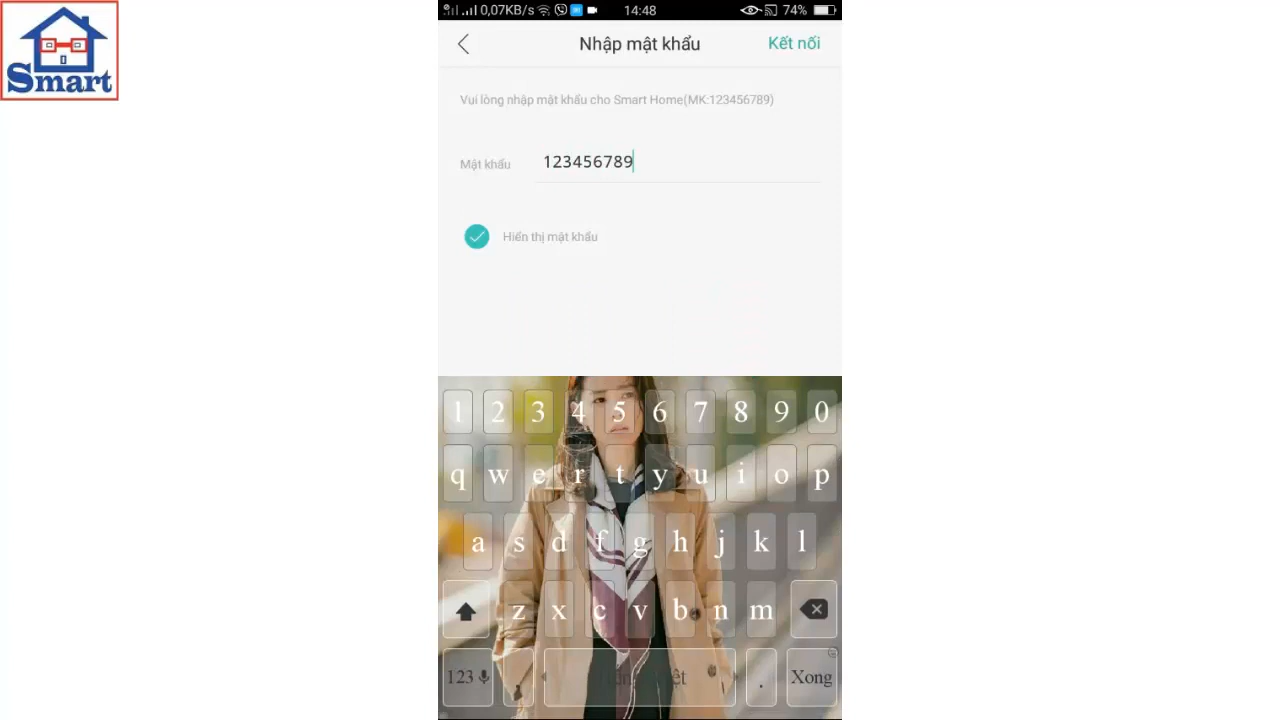 Smart
0,07KB/s 14:48 74%
Nhập mật khẩu Kết nối
Vui lòng nhập mật khẩu cho Smart Home(MK:123456789)
Mật khẩu 123456789
Hiển thị mật khẩu
1 2 3 4 5 6 7 8 9 0
q w e r t y u i o p
a s d f g h j k l
z x c v b n m
123 , . Xong